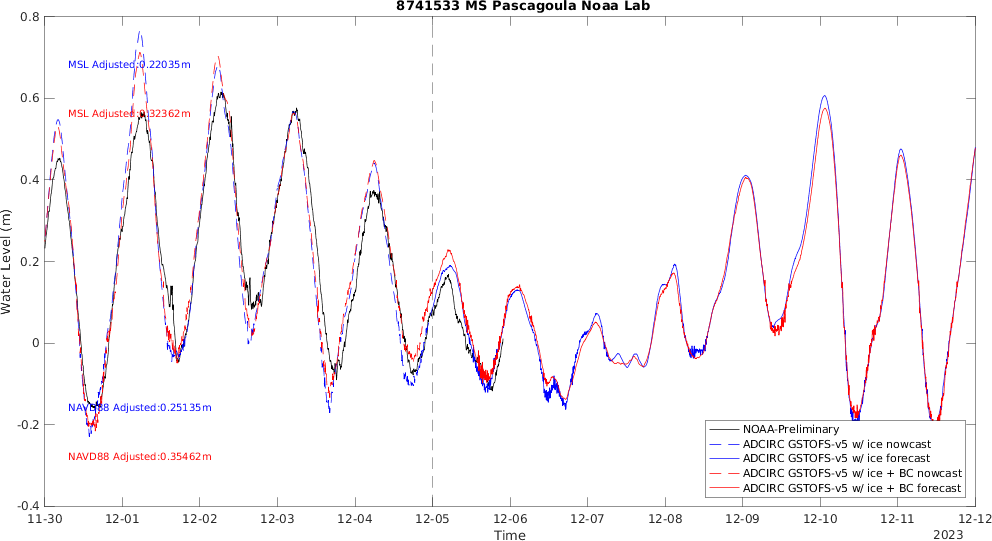 8741533 MS Pascagoula Noaa Lab
0.8
0.6
0.4
0.2
0
-0.2
-0.4
Water Level (m)
MSL Adjusted:0.22035m
MSL Adjusted:0.32362m
NAVD88 Adjusted:0.25135m
NAVD88 Adjusted:0.35462m
NOAA-Preliminary
ADCIRC GSTOFS-v5 w/ ice nowcast
ADCIRC GSTOFS-v5 w/ ice forecast
ADCIRC GSTOFS-v5 w/ ice + BC nowcast
ADCIRC GSTOFS-v5 w/ ice + BC forecast
11-30 12-01 12-02 12-03 12-04 12-05 12-06 12-07 12-08 12-09 12-10 12-11 12-12
Time
2023